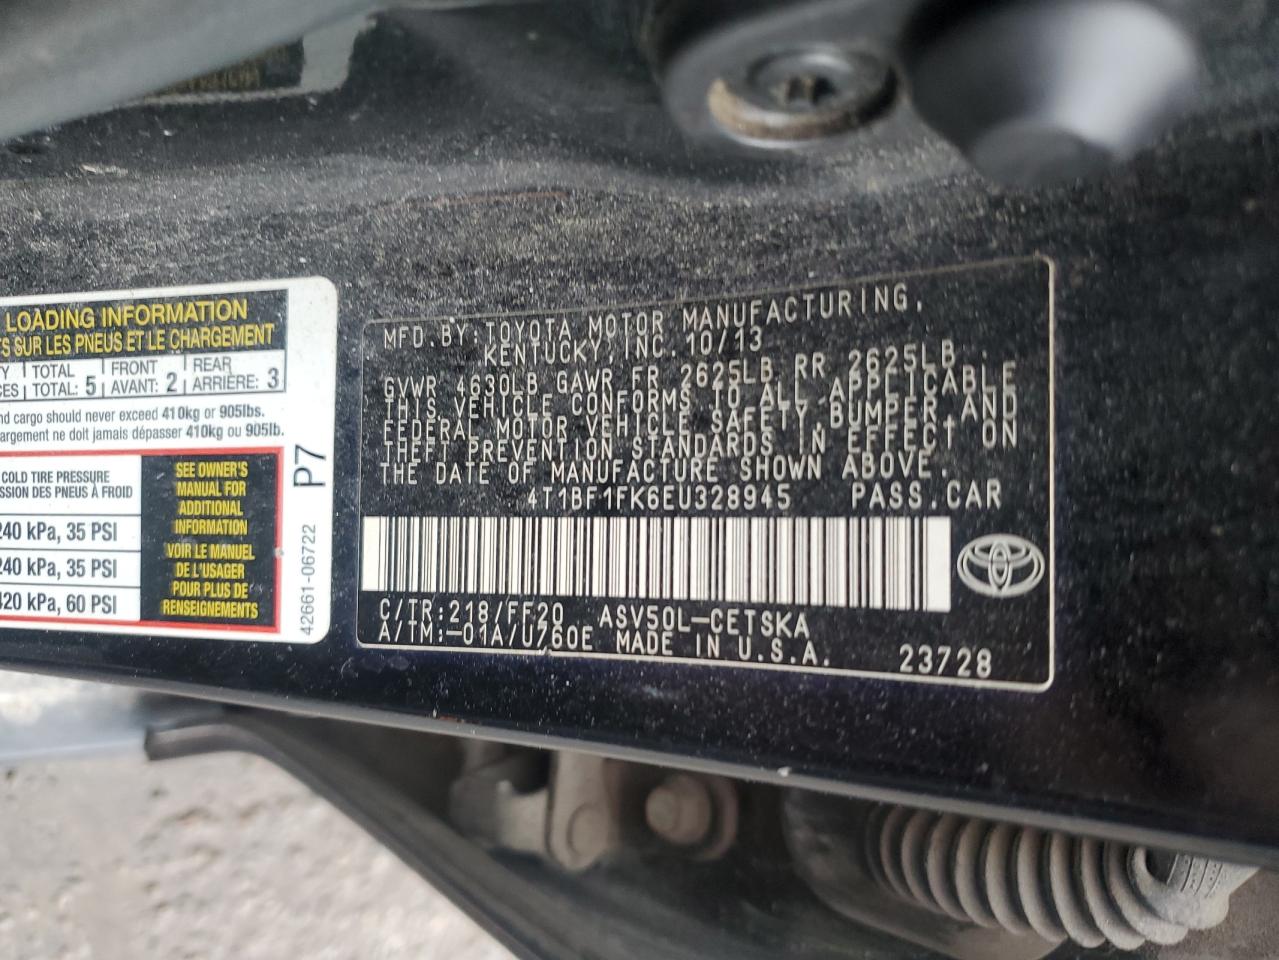 LOADING INFORMATION
S SUR LES PNEUS ET LE CHARGEMENT
TOTAL FRONT REAR
TOTAL: 5 AVANT: 2 ARRIÈRE: 3
nd cargo should never exceed 410kg or 905lbs.
argement ne doit jamais dépasser 410kg ou 905lb.
COLD TIRE PRESSURE
SSION DES PNEUS À FROID
240 kPa, 35 PSI
240 kPa, 35 PSI
420 kPa, 60 PSI
SEE OWNER'S
MANUAL FOR
ADDITIONAL
INFORMATION
VOIR LE MANUEL
DE L'USAGER
POUR PLUS DE
RENSEIGNEMENTS
P7
42661-06722
MFD.BY:TOYOTA MOTOR MANUFACTURING,
KENTUCKY,INC.10/13
GVWR 4630LB GAWR FR 2625LB RR 2625LB
THIS VEHICLE CONFORMS TO ALL APPLICABLE
FEDERAL MOTOR VEHICLE SAFETY,BUMPER,AND
THEFT PREVENTION STANDARDS IN EFFECT ON
THE DATE OF MANUFACTURE SHOWN ABOVE.
4T1BF1FK6EU328945 PASS.CAR
C/TR:218/FF20 ASV50L-CETSKA
A/TM:-01A/U760E MADE IN U.S.A. 23728